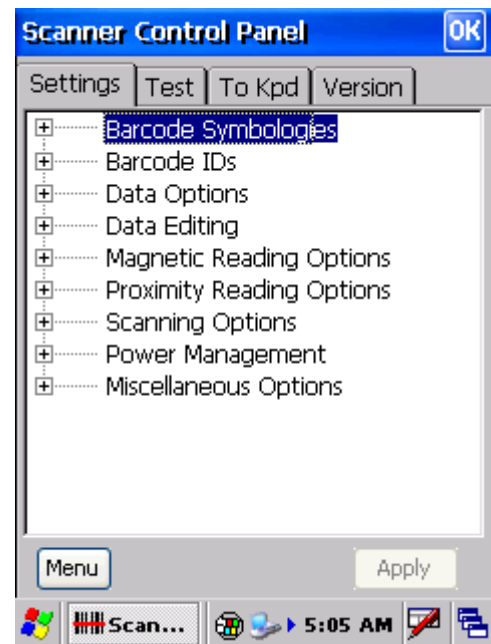 Scanner Control Panel OK
Settings Test To Kpd Version
Barcode Symbologies
Barcode IDs
Data Options
Data Editing
Magnetic Reading Options
Proximity Reading Options
Scanning Options
Power Management
Miscellaneous Options
Menu Apply
Scan... 5:05 AM